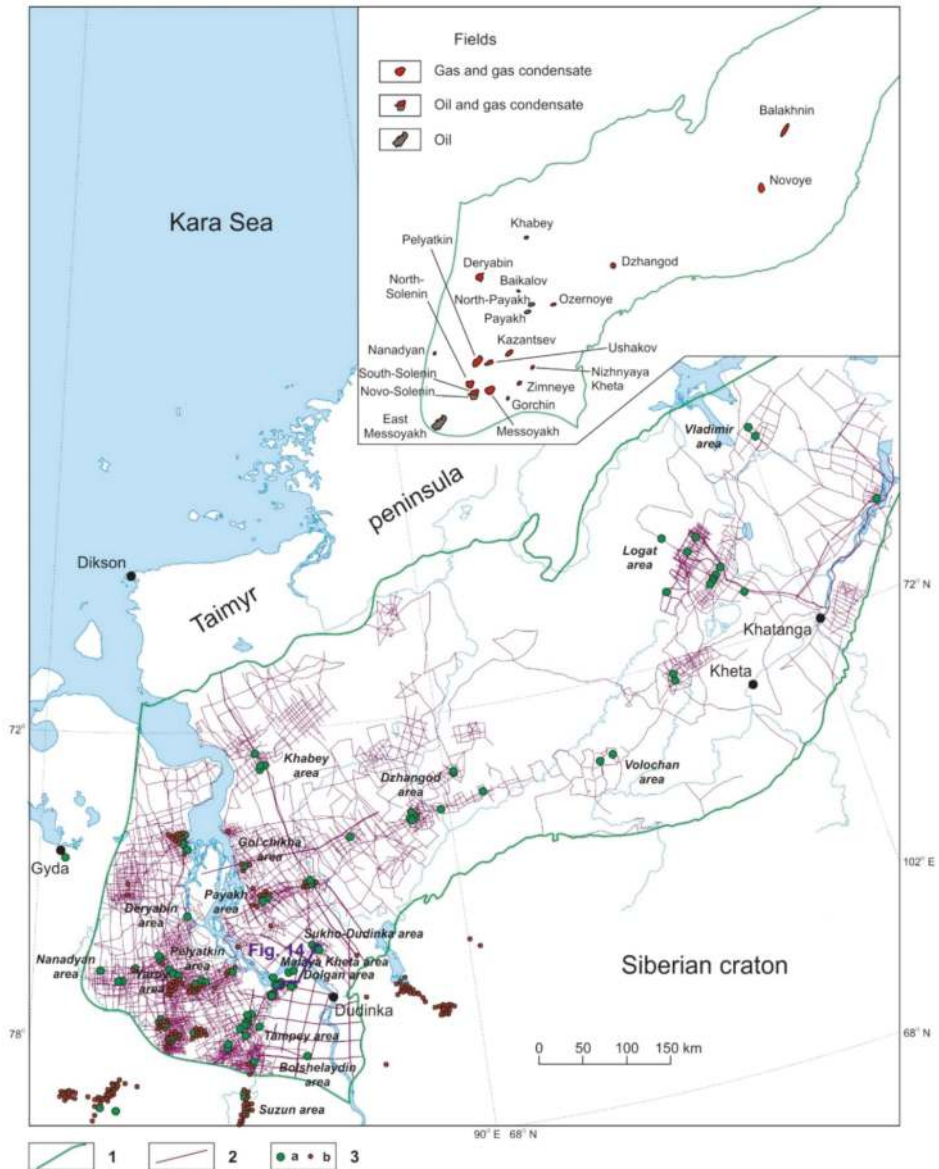 Fields
Gas and gas condensate
Oil and gas condensate
Oil
Balakhnin
Novoye
Khabey
Pelyatkin
Deryabin
Dzhangod
North-
Solenin
Baikalov
North-Payakh
Ozernoye
Payakh
Kazantsev
Ushakov
Nanadyan
Nizhnyaya
Kheta
South-Solenin
Novo-Solenin
Zimneye
Gorchin
East
Messoyakh
Messoyakh
Kara Sea
Vladimir
area
peninsula
Logat
area
Dikson
72° N
Taimyr
Khatanga
Kheta
72°
Khabey
area
Dzhangod
area
Volochan
area
Gol'chikha
area
102° E
Gyda
Payakh
area
Deryabin
area
Sukho-Dudinka area
Fig. 14
Pelyatkin
area
Malaya Kheta area
Nanadyan
area
Dolgan area
area
Siberian craton
Dudinka
78°
Tampey area
0 50 100 150 km
68° N
Bolshelaydin
area
Suzun area
90° E 68° N
1 2 a b 3